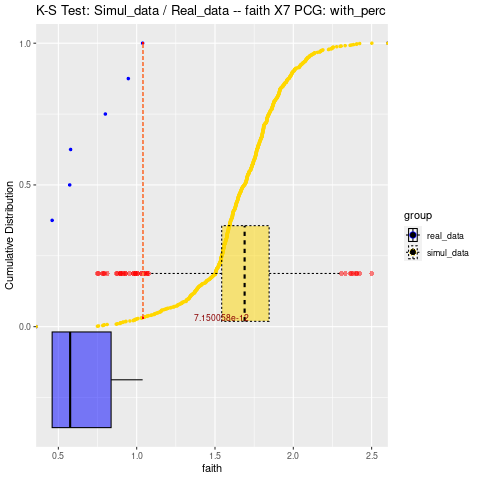 K-S Test: Simul_data / Real_data -- faith X7 PCG: with_perc
Cumulative Distribution
1.0
0.5
0.0
0.5
1.0
1.5
2.0
2.5
faith
group
real_data
simul_data